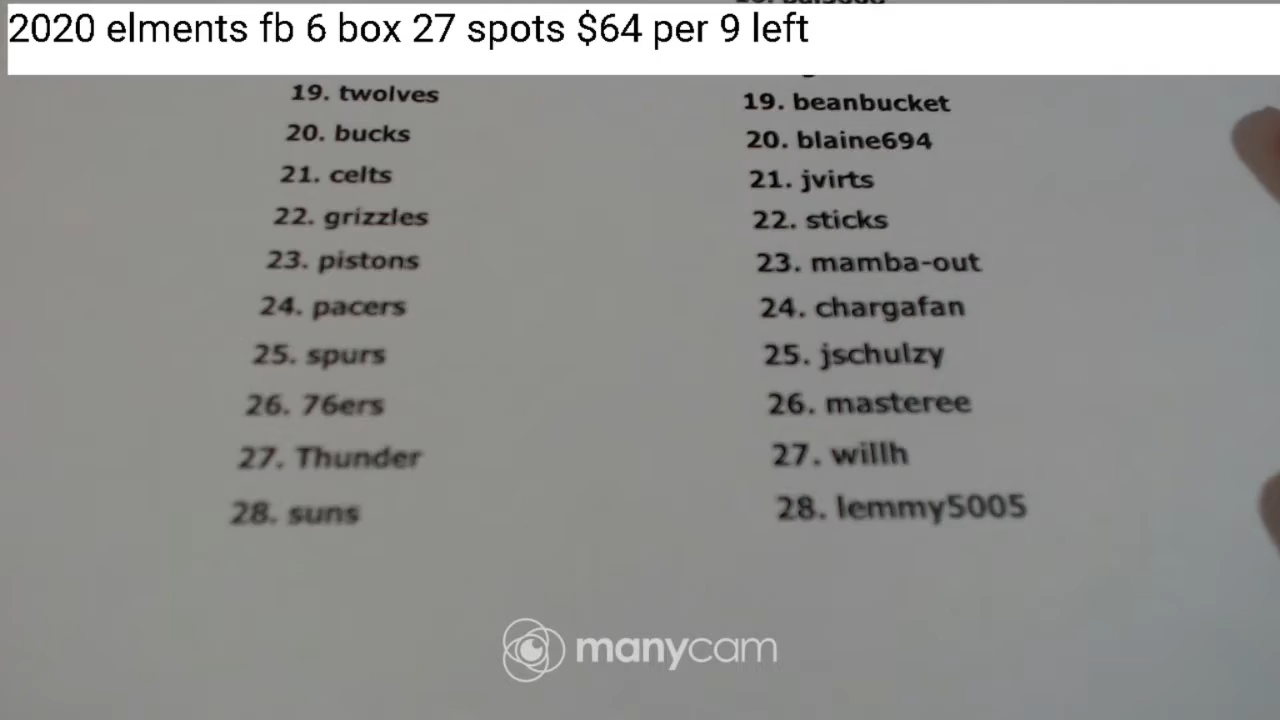 2020 elments fb 6 box 27 spots $64 per 9 left
19. twolves
20. bucks
21. celts
22. grizzles
23. pistons
24. pacers
25. spurs
26. 76ers
27. Thunder
28. suns
19. beanbucket
20. blaine694
21. jvirts
22. sticks
23. mamba-out
24. chargafan
25. jschulzy
26. masteree
27. willh
28. lemmy5005
manycam